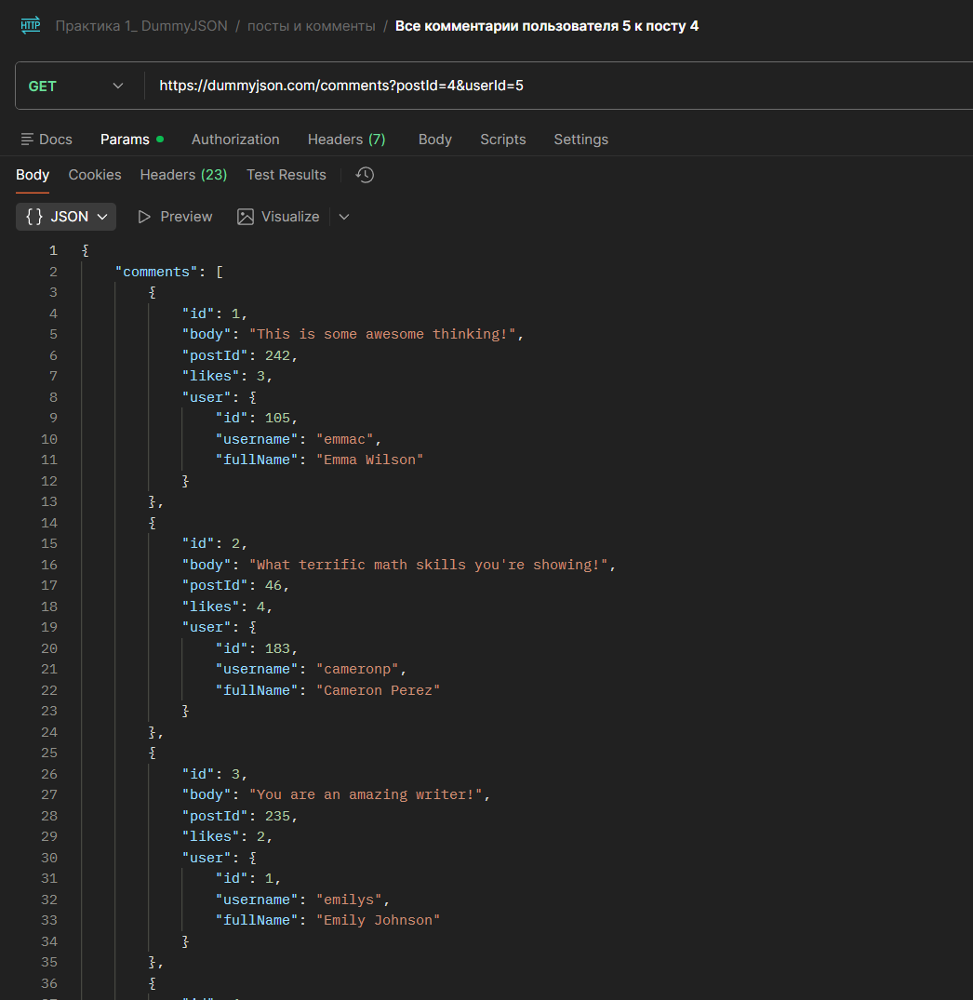 HTTP Практика 1_ DummyJSON / посты и комменты / Все комментарии пользователя 5 к посту 4
GET https://dummyjson.com/comments?postId=4&userId=5
Docs Params Authorization Headers (7) Body Scripts Settings
Body Cookies Headers (23) Test Results
{} JSON Preview Visualize
1 {
2 "comments": [
3 {
4 "id": 1,
5 "body": "This is some awesome thinking!",
6 "postId": 242,
7 "likes": 3,
8 "user": {
9 "id": 105,
10 "username": "emmac",
11 "fullName": "Emma Wilson"
12 }
13 },
14 {
15 "id": 2,
16 "body": "What terrific math skills you're showing!",
17 "postId": 46,
18 "likes": 4,
19 "user": {
20 "id": 183,
21 "username": "cameronp",
22 "fullName": "Cameron Perez"
23 }
24 },
25 {
26 "id": 3,
27 "body": "You are an amazing writer!",
28 "postId": 235,
29 "likes": 2,
30 "user": {
31 "id": 1,
32 "username": "emilys",
33 "fullName": "Emily Johnson"
34 }
35 },
36 {